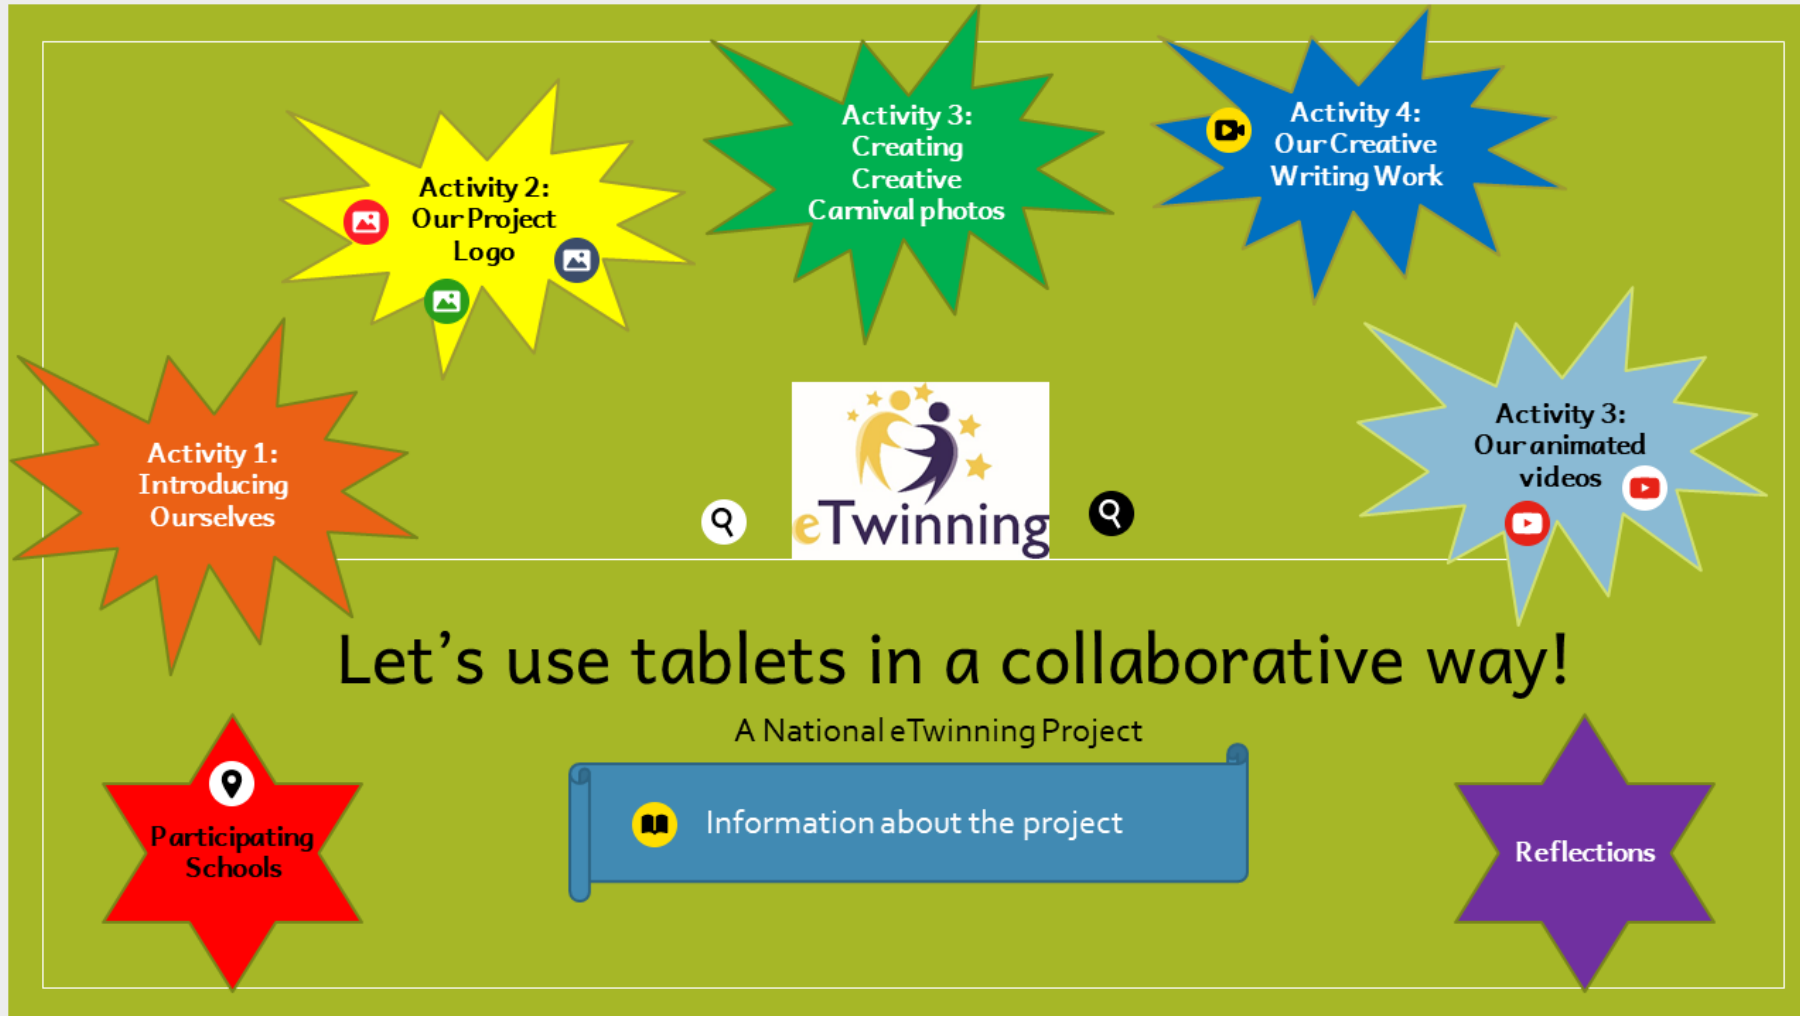 Activity 1:
Introducing
Ourselves
Activity 2:
Our Project
Logo
Activity 3:
Creating
Creative
Carnival photos
Activity 4:
Our Creative
Writing Work
Activity 3:
Our animated
videos
eTwinning
Let's use tablets in a collaborative way!
A National eTwinning Project
Information about the project
Participating
Schools
Reflections